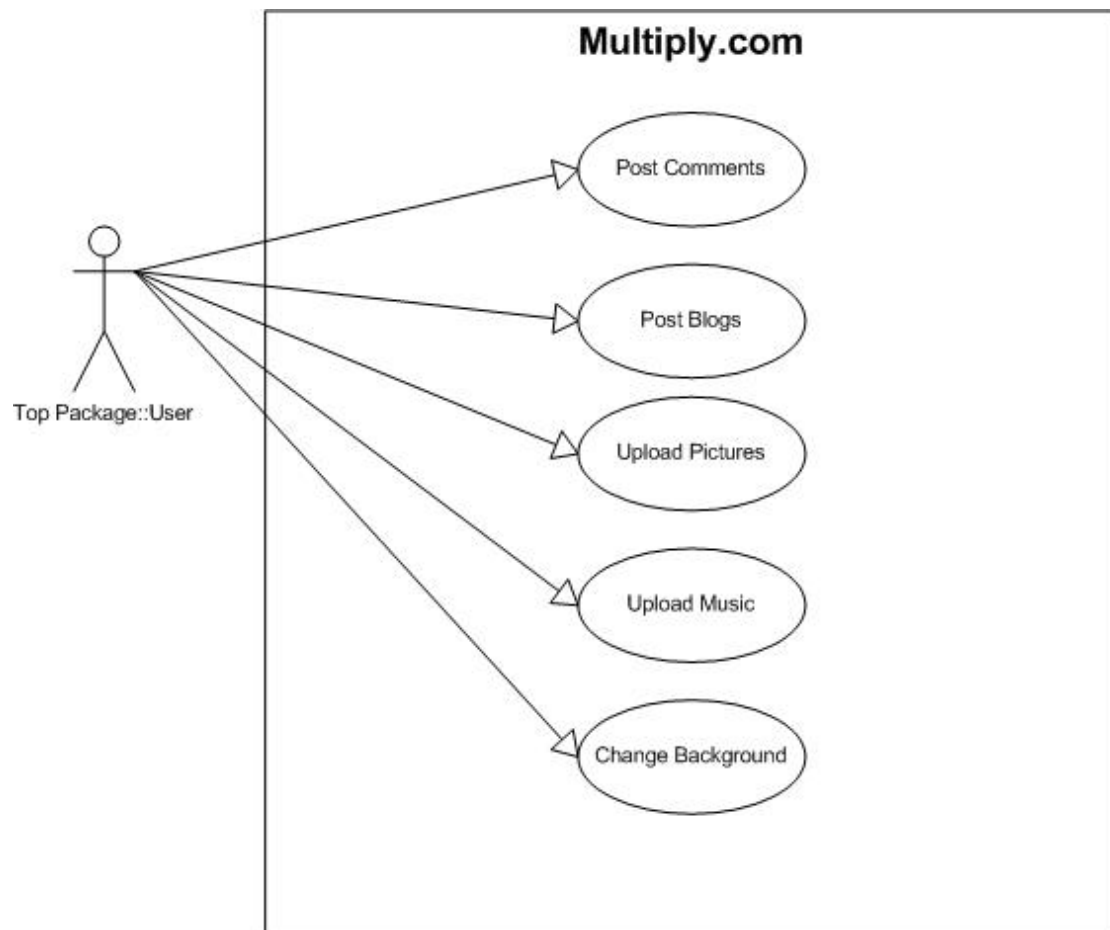 Multiply.com
Post Comments
Post Blogs
Top Package::User
Upload Pictures
Upload Music
Change Background